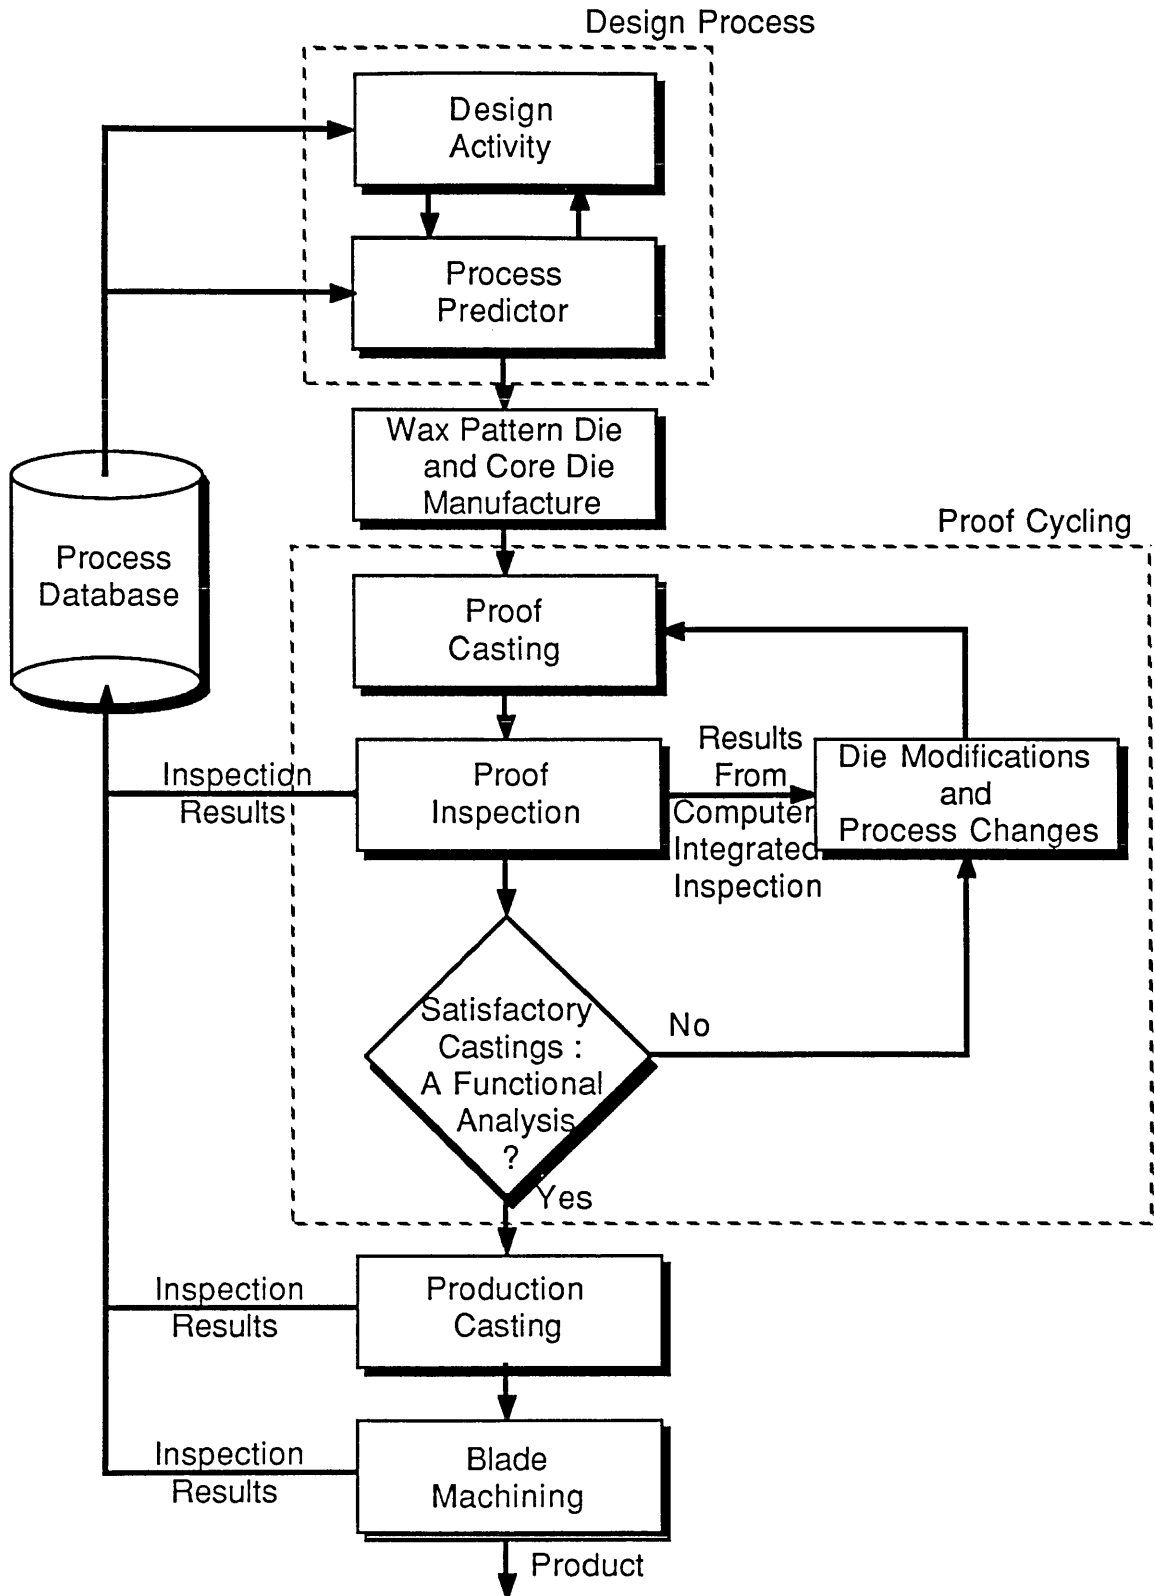 Design Process
Design
Activity
Process
Predictor
Wax Pattern Die
and Core Die
Manufacture
Process
Database
Proof Cycling
Proof
Casting
Inspection
Results
Proof
Inspection
Results
From
Computer
Integrated
Inspection
Die Modifications
and
Process Changes
Satisfactory
Castings :
A Functional
Analysis
?
No
Yes
Inspection
Results
Production
Casting
Inspection
Results
Blade
Machining
Product